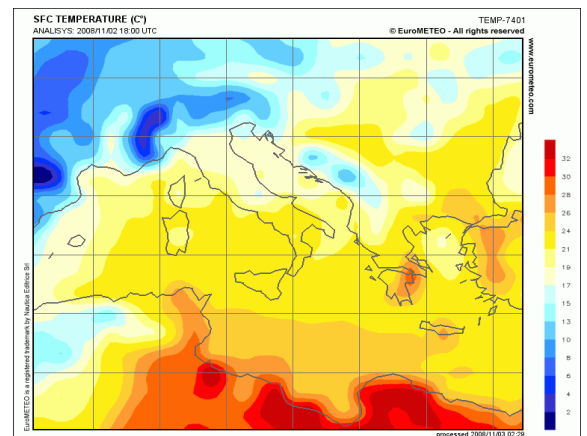 SFC TEMPERATURE (C°)
TEMP-7401
ANALISYS: 2008/11/02 18:00 UTC
© EuroMETEO - All rights reserved
www.eurometeo.com
32
30
28
26
24
21
19
17
15
13
10
8
6
4
2
EuroMETEO is a registered trademark by Nautica Editrice Srl
processed 2008/11/03 02:29